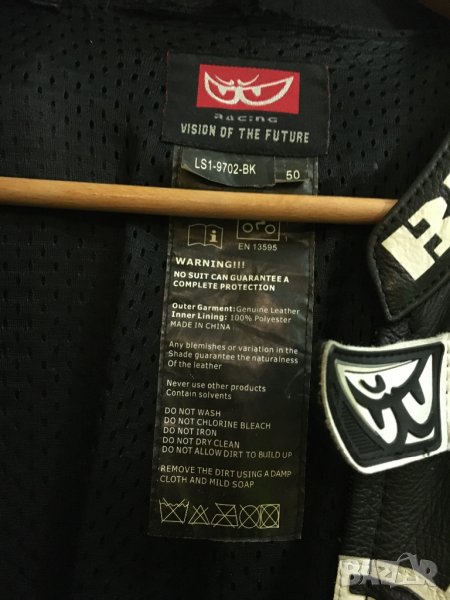 RACING
VISION OF THE FUTURE
LS1-9702-BK
50
EN 13595
1
WARNING!!!
NO SUIT CAN GUARANTEE A
COMPLETE PROTECTION
Outer Garment:Genuine Leather
Inner Lining: 100% Polyester
MADE IN CHINA
Any blemishes or variation in the
Shade guarantee the naturalness
Of the leather
Never use other products
Contain solvents
DO NOT WASH
DO NOT CHLORINE BLEACH
DO NOT IRON
DO NOT DRY CLEAN
DO NOT ALLOW DIRT TO BUILD UP
REMOVE THE DIRT USING A DAMP
CLOTH AND MILD SOAP
BAZAR